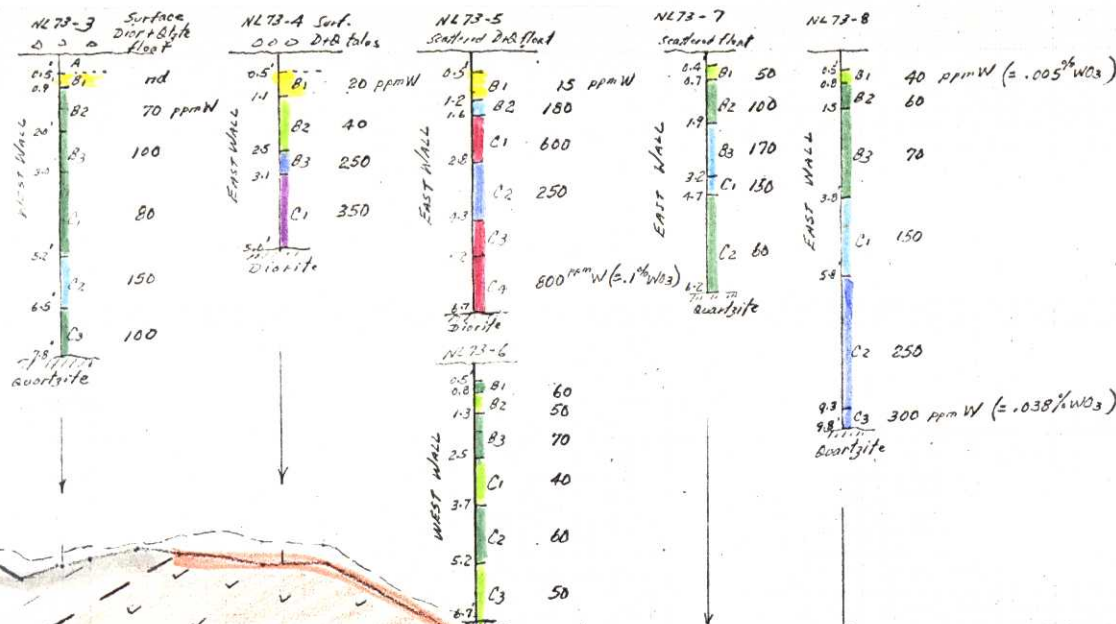 NL73-3 Surface
Dior + Qtzte
float
A
0.5' B1 nd
0.9
B2 70 ppmW
2.0'
B3 100
3.0
C1 80
5.2'
C2 150
6.5'
C3 100
7.8'
Quartzite
WEST WALL
NL73-4 Surf.
D+Q talus
0.5' B1 20 ppmW
1.1
B2 40
2.5
B3 250
3.1
C1 350
Diorite
EAST WALL
NL73-5
Scattered D+Q float
0.5' B1 15 ppmW
1.2 B2 180
1.6
C1 600
2.8
C2 250
C3
C4 800 ppm W (=.1% WO3)
6.7
Diorite
EAST WALL
NL73-6
0.5' B1 60
0.8 B2 50
1.3
B3 70
2.5
C1 40
3.7
C2 60
5.2
C3 50
6.7
WEST WALL
NL73-7
Scattered float
0.4 B1 50
0.7
B2 100
1.9
B3 170
3.2 C1 150
4.7
C2 60
6.2
Quartzite
EAST WALL
NL73-8
0.5' B1 40 ppmW (=.005% WO3)
0.8 B2 60
1.5
B3 70
3.8
C1 150
5.8
C2 250
9.3
C3 300 ppm W (=.038% WO3)
9.8'
Quartzite
EAST WALL